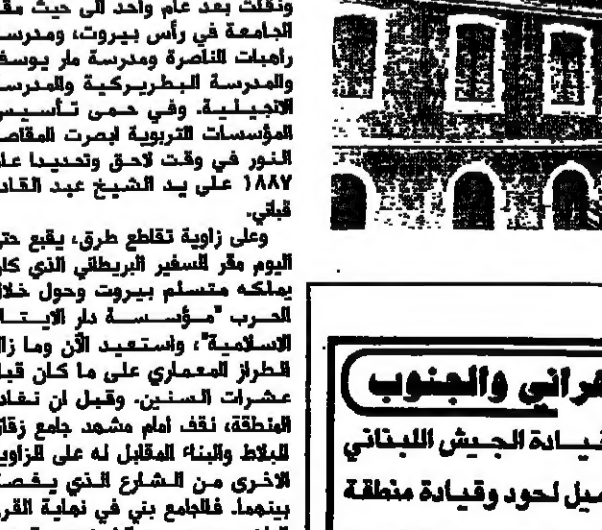 ونقلت بعد عام واحد الى حيث
الجامعة في رأس بيروت، ومدرسة
راهبات الناصرة ومدرسة مار يوسف
والمدرسة البطريركية والمدرسة
الانجيلية. وفي حمى تأسيس
المؤسسات التربوية ابصرت المقاصد
النور في وقت لاحق وتحديدا عام
١٨٨٧ على يد الشيخ عبد القادر
قباني.
وعلى زاوية تقاطع طرق، يقبع حتى
اليوم مقر للسفير البريطاني الذي كان
يملكه متسلم بيروت وحول خلال
الحرب "مؤسسة دار الايتام
الاسلامية"، واستعيد الآن وما زال
الطراز المعماري على ما كان قبل
عشرات السنين. وقبل ان نغادر
المنطقة، نقف امام مشهد جامع زقاق
البلاط والبناء المقابل له على الزاوية
الاخرى من الشارع الذي يفصل
بينهما. فالجامع بني في نهاية القرن
والجنوب
قيادة الجيش اللبناني
ميل لحود وقيادة منطقة